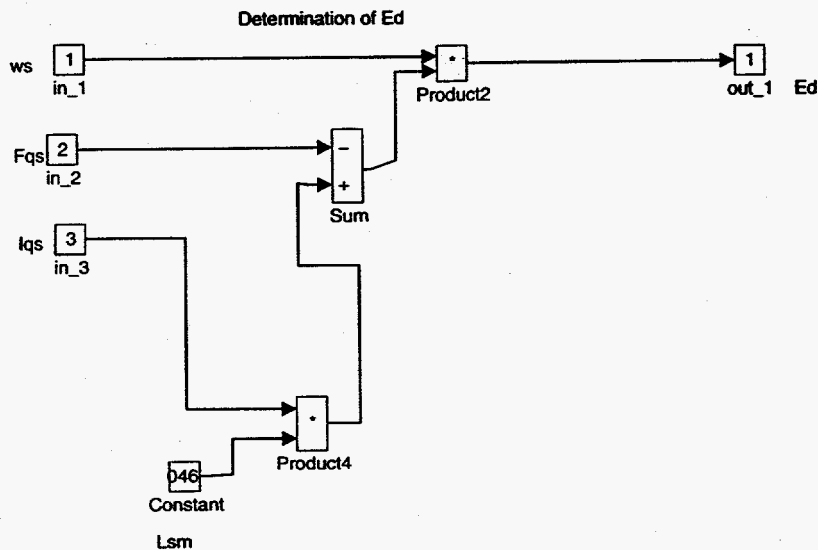 Determination of Ed
ws
1
in_1
*
Product2
1
out_1
Ed
Fqs
2
in_2
−
+
Sum
Iqs
3
in_3
*
Product4
046
Constant
Lsm